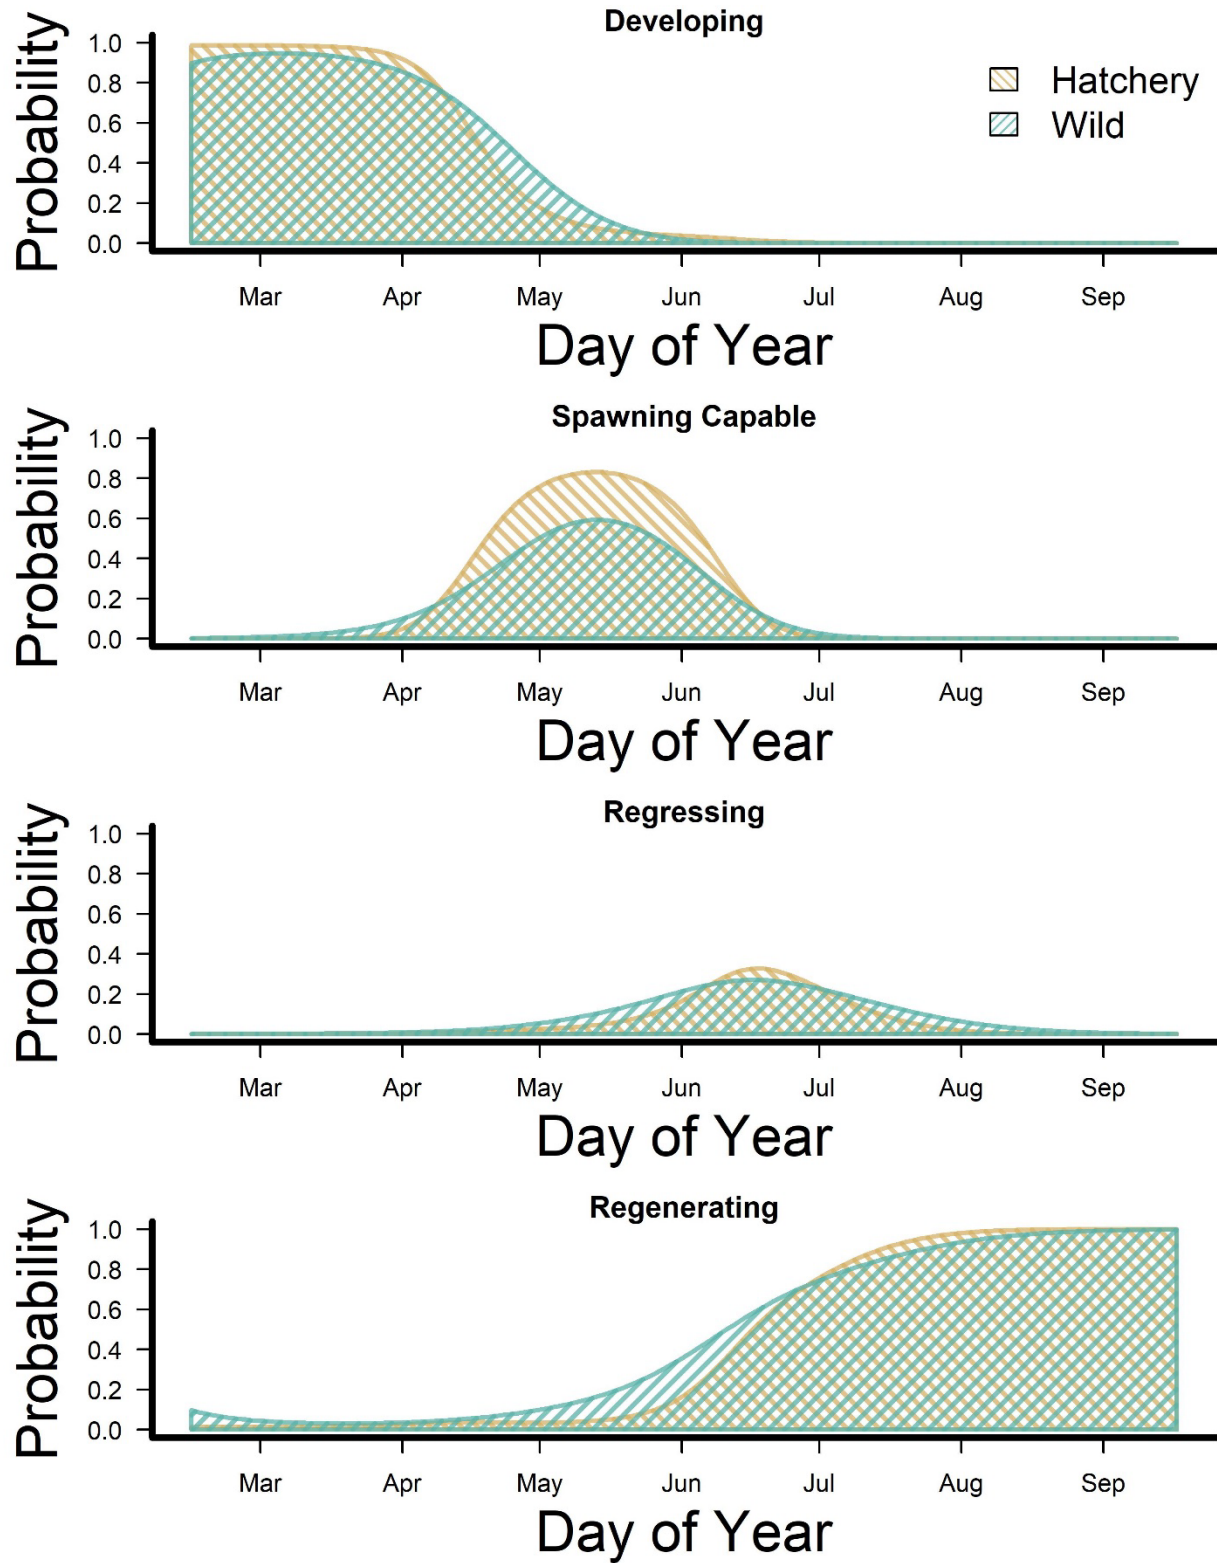 Developing
Probability
1.0
0.8
0.6
0.4
0.2
0.0
Hatchery
Wild
Mar Apr May Jun Jul Aug Sep
Day of Year
Spawning Capable
Probability
1.0
0.8
0.6
0.4
0.2
0.0
Mar Apr May Jun Jul Aug Sep
Day of Year
Regressing
Probability
1.0
0.8
0.6
0.4
0.2
0.0
Mar Apr May Jun Jul Aug Sep
Day of Year
Regenerating
Probability
1.0
0.8
0.6
0.4
0.2
0.0
Mar Apr May Jun Jul Aug Sep
Day of Year